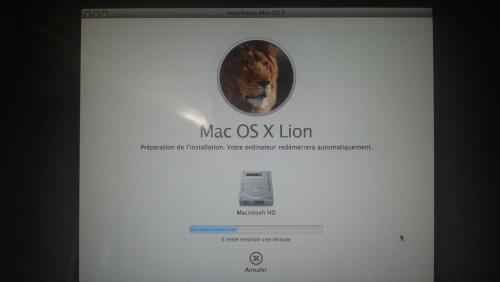 Installation Mac OS X
Mac OS X Lion
Préparation de l'installation. Votre ordinateur redémarrera automatiquement.
Macintosh HD
Il reste environ une minute
Annuler